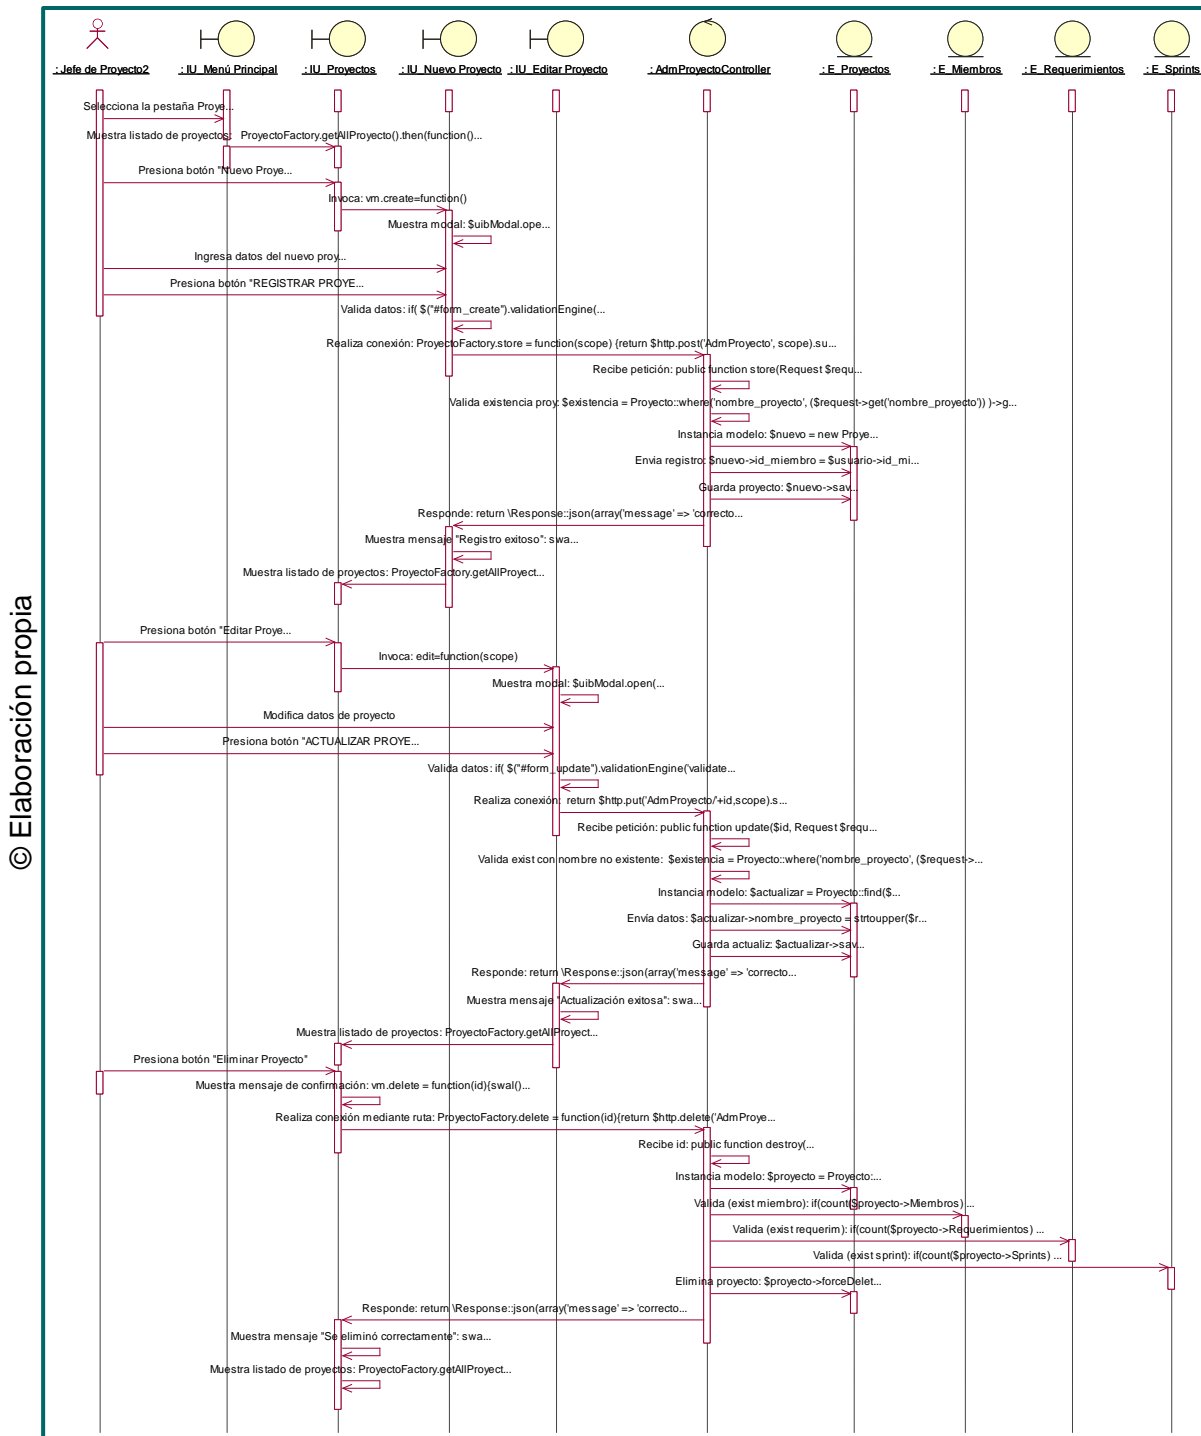 : Jefe de Proyecto2
: IU_Menú Principal
: IU_Proyectos
: IU_Nuevo Proyecto
: IU_Editar Proyecto
: AdmProyectoController
: E_Proyectos
: E_Miembros
: E_Requerimientos
: E_Sprints
Selecciona la pestaña Proye...
Muestra listado de proyectos: ProyectoFactory.getAllProyecto().then(function()...
Presiona botón "Nuevo Proye...
Invoca: vm.create=function()
Muestra modal: $uibModal.ope...
Ingresa datos del nuevo proy...
Presiona botón "REGISTRAR PROYE...
Valida datos: if( $("#form_create").validationEngine(...
Realiza conexión: ProyectoFactory.store = function(scope) {return $http.post('AdmProyecto', scope).su...
Recibe petición: public function store(Request $requ...
Valida existencia proy: $existencia = Proyecto::where('nombre_proyecto', ($request->get('nombre_proyecto')) )->g...
Instancia modelo: $nuevo = new Proye...
Envia registro: $nuevo->id_miembro = $usuario->id_mi...
Guarda proyecto: $nuevo->sav...
Responde: return \Response::json(array('message' => 'correcto...
Muestra mensaje "Registro exitoso": swa...
Muestra listado de proyectos: ProyectoFactory.getAllProyect...
Presiona botón "Editar Proye...
Invoca: edit=function(scope)
Muestra modal: $uibModal.open(...
Modifica datos de proyecto
Presiona botón "ACTUALIZAR PROYE...
Valida datos: if( $("#form_update").validationEngine('validate...
Realiza conexión: return $http.put('AdmProyecto/'+id,scope).s...
Recibe petición: public function update($id, Request $requ...
Valida exist con nombre no existente: $existencia = Proyecto::where('nombre_proyecto', ($request->...
Instancia modelo: $actualizar = Proyecto::find($...
Envía datos: $actualizar->nombre_proyecto = strtoupper($r...
Guarda actualiz: $actualizar->sav...
Responde: return \Response::json(array('message' => 'correcto...
Muestra mensaje "Actualización exitosa": swa...
Muestra listado de proyectos: ProyectoFactory.getAllProyect...
Presiona botón "Eliminar Proyecto"
Muestra mensaje de confirmación: vm.delete = function(id){swal()...
Realiza conexión mediante ruta: ProyectoFactory.delete = function(id){return $http.delete('AdmProye...
Recibe id: public function destroy(...
Instancia modelo: $proyecto = Proyecto:...
Valida (exist miembro): if(count($proyecto->Miembros) ...
Valida (exist requerim): if(count($proyecto->Requerimientos) ...
Valida (exist sprint): if(count($proyecto->Sprints) ...
Elimina proyecto: $proyecto->forceDelet...
Responde: return \Response::json(array('message' => 'correcto...
Muestra mensaje "Se eliminó correctamente": swa...
Muestra listado de proyectos: ProyectoFactory.getAllProyect...
© Elaboración propia